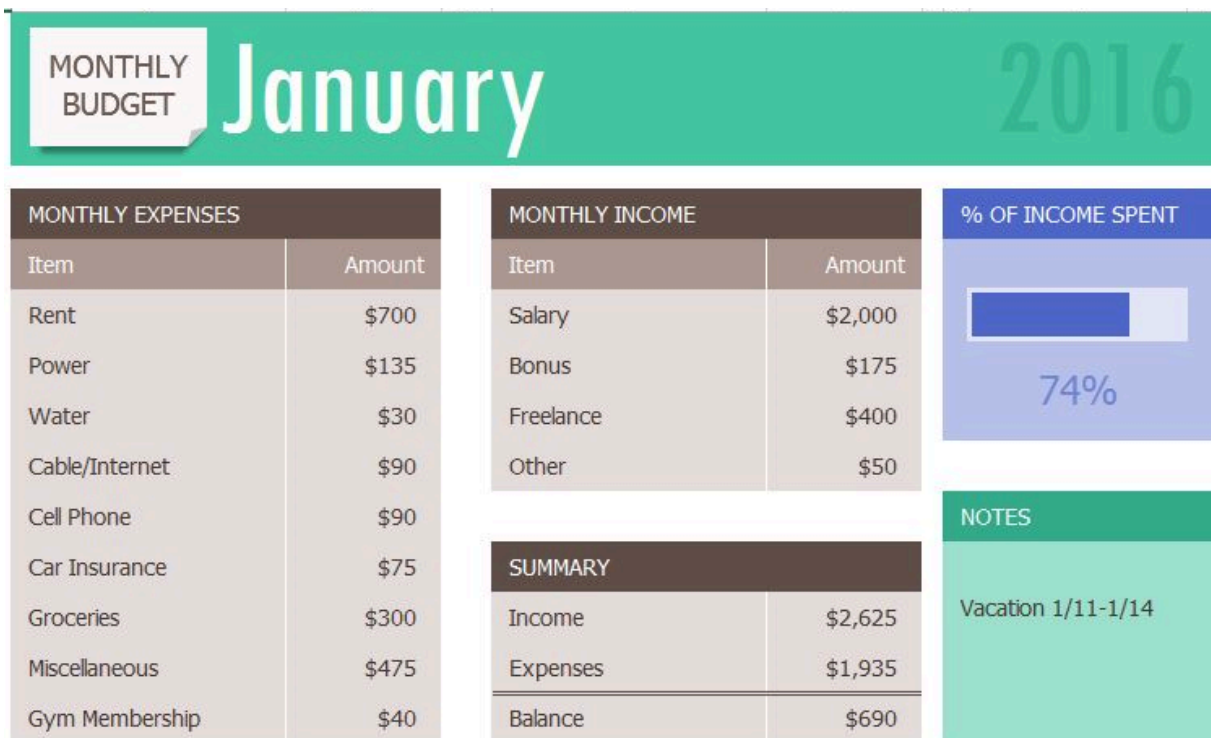 MONTHLY
BUDGET
January
2016
MONTHLY EXPENSES
Item Amount
Rent $700
Power $135
Water $30
Cable/Internet $90
Cell Phone $90
Car Insurance $75
Groceries $300
Miscellaneous $475
Gym Membership $40
MONTHLY INCOME
Item Amount
Salary $2,000
Bonus $175
Freelance $400
Other $50
SUMMARY
Income $2,625
Expenses $1,935
Balance $690
% OF INCOME SPENT
74%
NOTES
Vacation 1/11-1/14